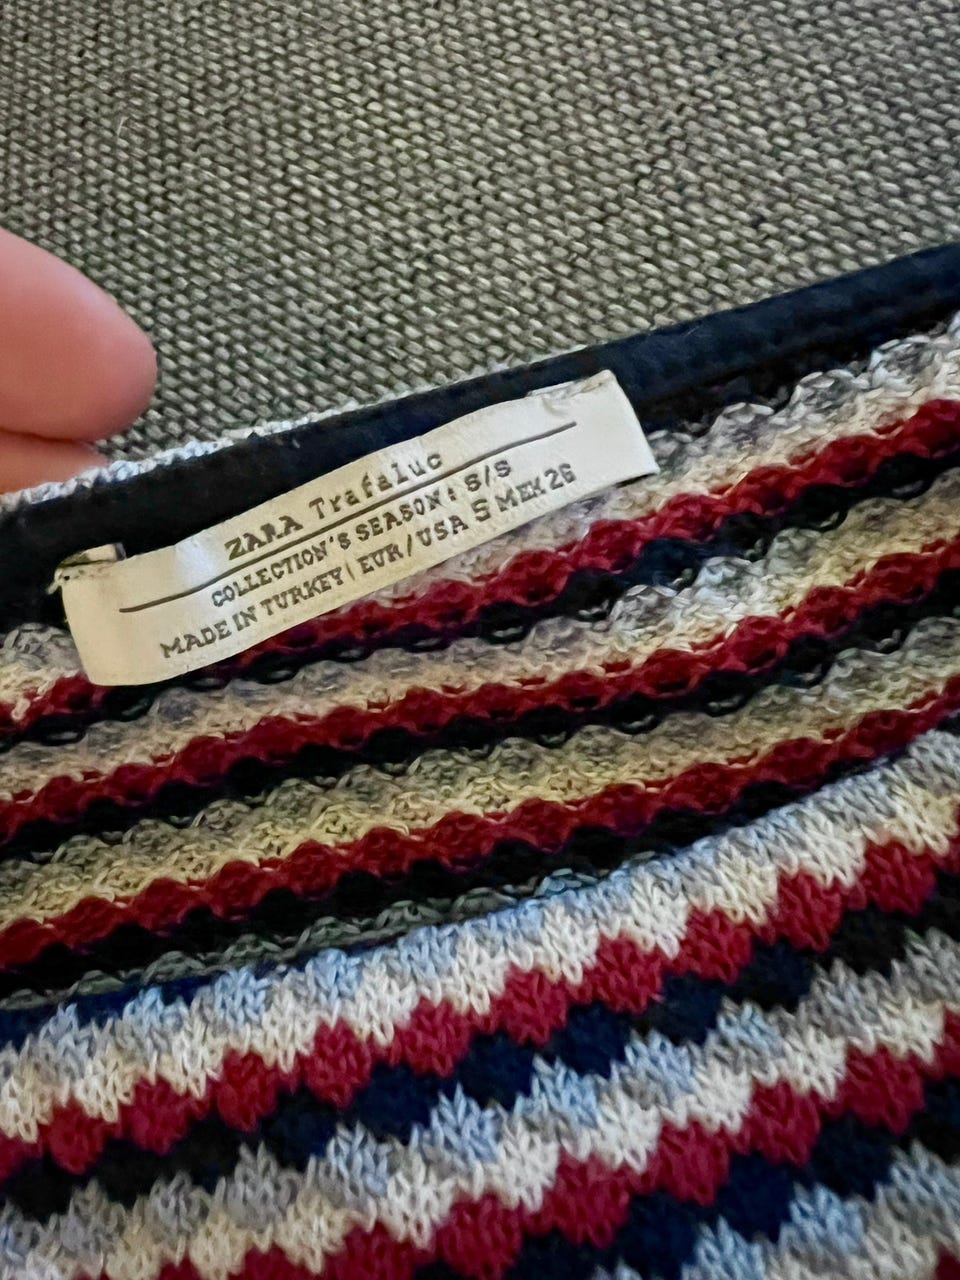 ZARA Trafaluc
COLLECTION'S SEASON: S/S
MADE IN TURKEY | EUR/USA S MEX 26